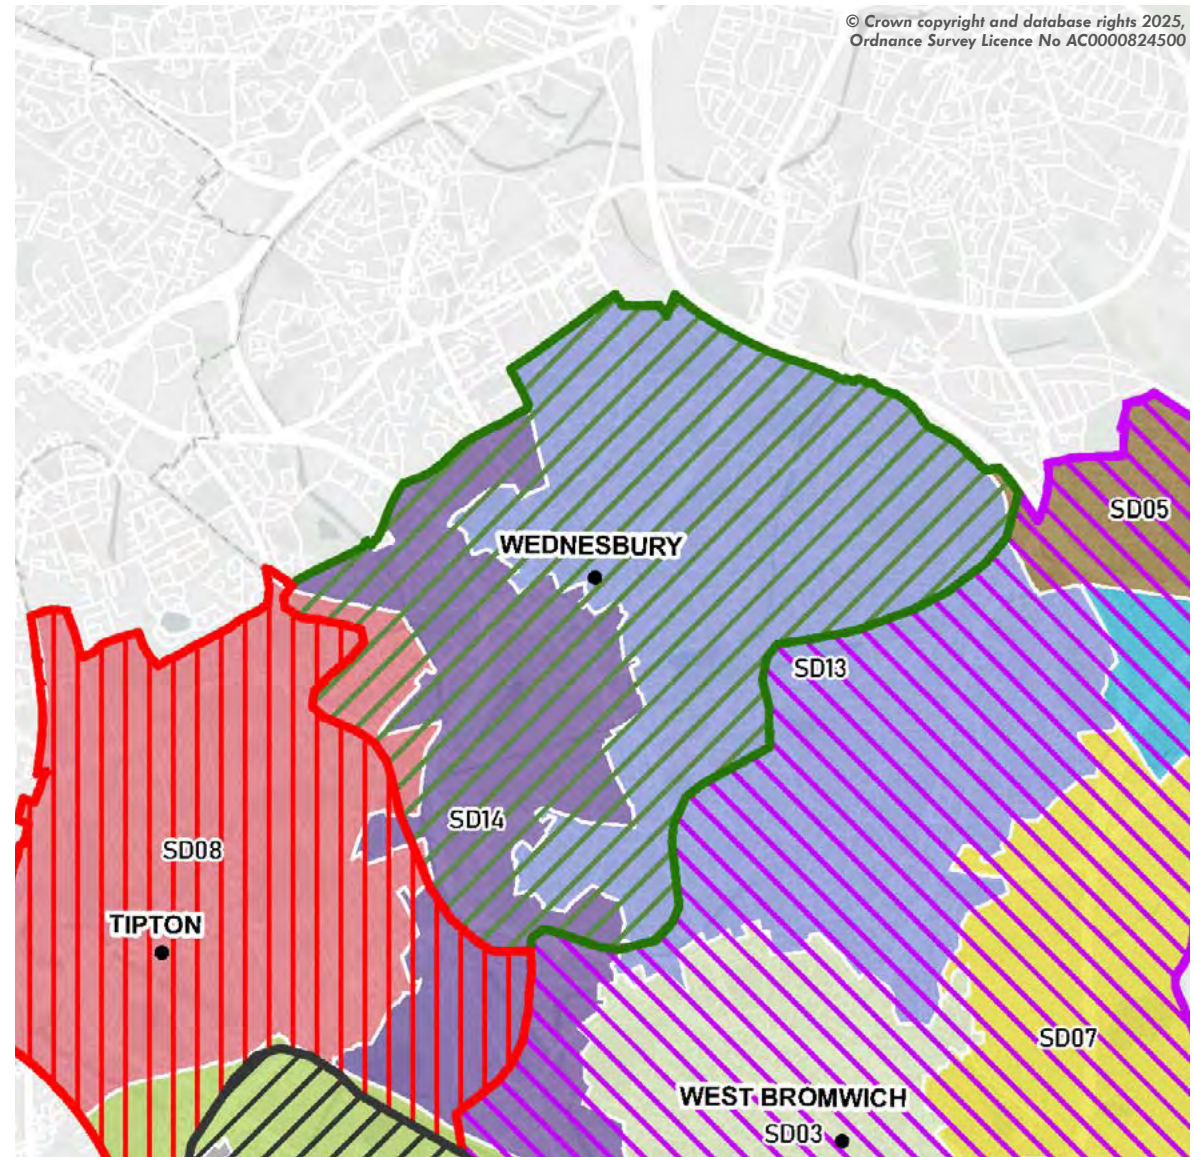 © Crown copyright and database rights 2025,
Ordnance Survey Licence No AC0000824500
SD05
WEDNESBURY
SD13
SD14
SD08
TIPTON
SD07
WEST BROMWICH
SD03